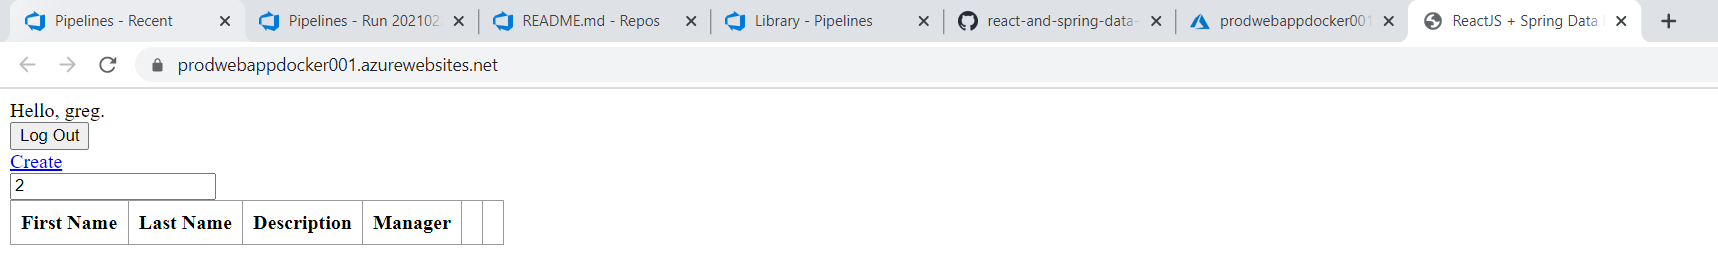 Pipelines - Recent
Pipelines - Run 202102
README.md - Repos
Library - Pipelines
react-and-spring-data-
prodwebappdocker001
ReactJS + Spring Data
prodwebappdocker001.azurewebsites.net
Hello, greg.
Log Out
Create
2
First Name Last Name Description Manager